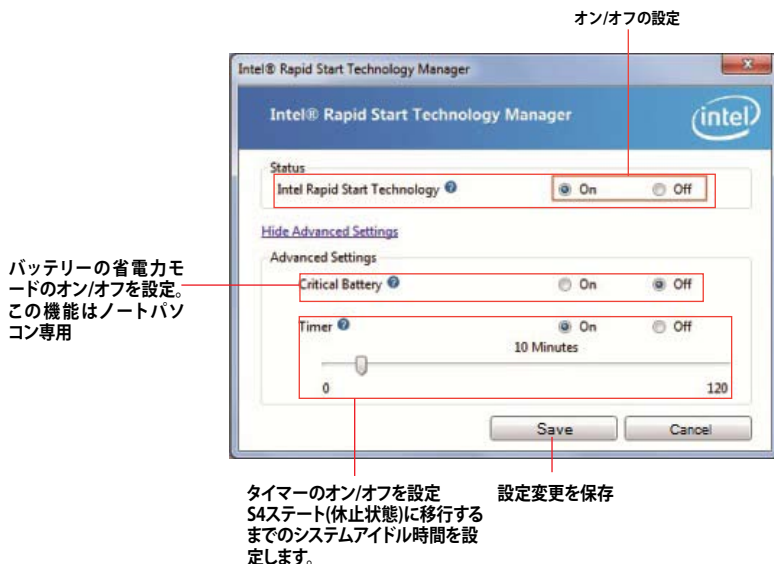 オン/オフの設定
Intel® Rapid Start Technology Manager
x
Intel® Rapid Start Technology Manager
intel
Status
Intel Rapid Start Technology ? On Off
Hide Advanced Settings
Advanced Settings
Critical Battery ? On Off
Timer ? On Off
10 Minutes
0 120
Save Cancel
バッテリーの省電力モ
ードのオン/オフを設定。
この機能はノートパソ
コン専用
タイマーのオン/オフを設定
S4ステート(休止状態)に移行する
までのシステムアイドル時間を設
定します。
設定変更を保存